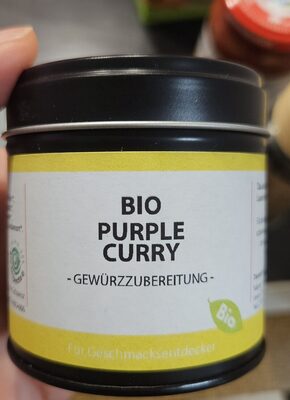 BIO
PURPLE
CURRY
- GEWÜRZZUBEREITUNG -
Bio
Für Geschmacksentdecker